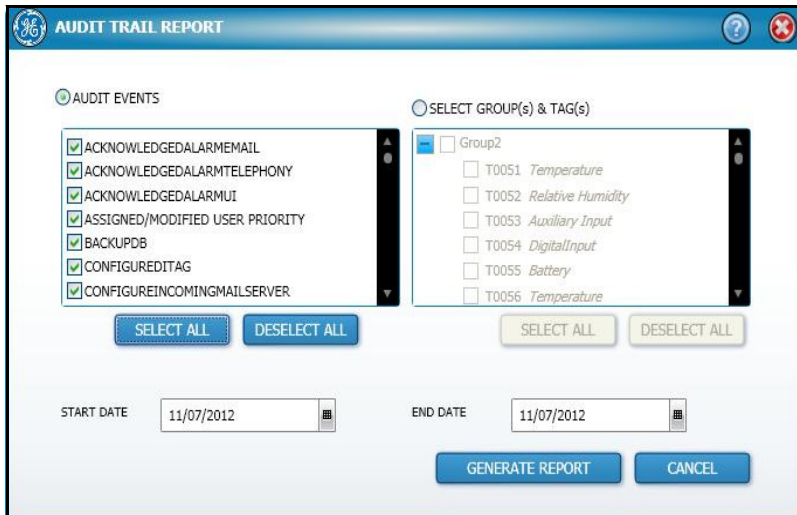 AUDIT TRAIL REPORT
?
AUDIT EVENTS
ACKNOWLEDGEDALARMEMAIL
ACKNOWLEDGEDALARMTELEPHONY
ACKNOWLEDGEDALARMUI
ASSIGNED/MODIFIED USER PRIORITY
BACKUPDB
CONFIGUREDITAG
CONFIGUREINCOMINGMAILSERVER
SELECT ALL DESELECT ALL
SELECT GROUP(s) & TAG(s)
Group2
T0051 Temperature
T0052 Relative Humidity
T0053 Auxiliary Input
T0054 DigitalInput
T0055 Battery
T0056 Temperature
SELECT ALL DESELECT ALL
START DATE 11/07/2012
END DATE 11/07/2012
GENERATE REPORT CANCEL